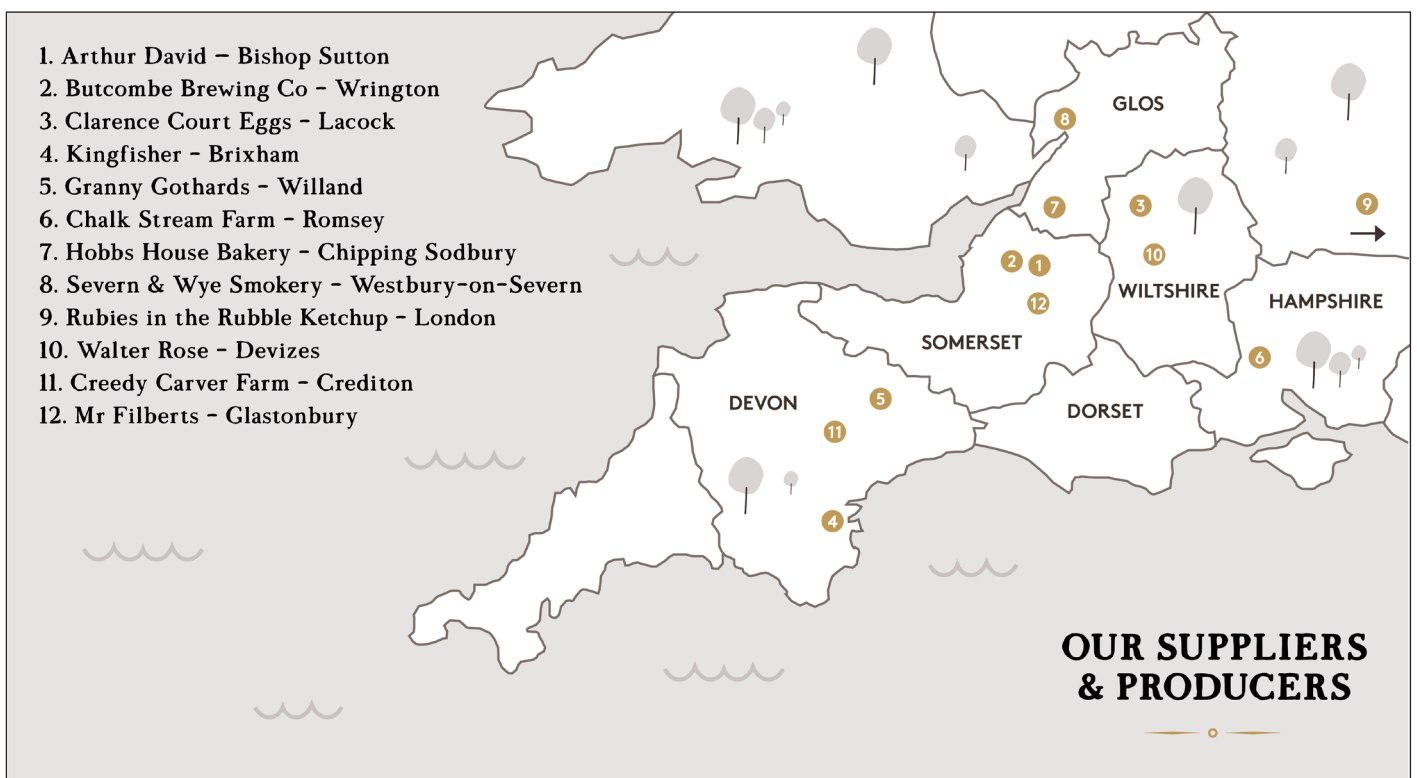 1. Arthur David – Bishop Sutton
2. Butcombe Brewing Co – Wrington
3. Clarence Court Eggs – Lacock
4. Kingfisher – Brixham
5. Granny Gothards – Willand
6. Chalk Stream Farm – Romsey
7. Hobbs House Bakery – Chipping Sodbury
8. Severn & Wye Smokery – Westbury-on-Severn
9. Rubies in the Rubble Ketchup – London
10. Walter Rose – Devizes
11. Creedy Carver Farm – Crediton
12. Mr Filberts – Glastonbury
GLOS
8
7
3
9
2
1
10
12
WILTSHIRE
HAMPSHIRE
SOMERSET
6
DEVON
5
DORSET
11
4
OUR SUPPLIERS
& PRODUCERS